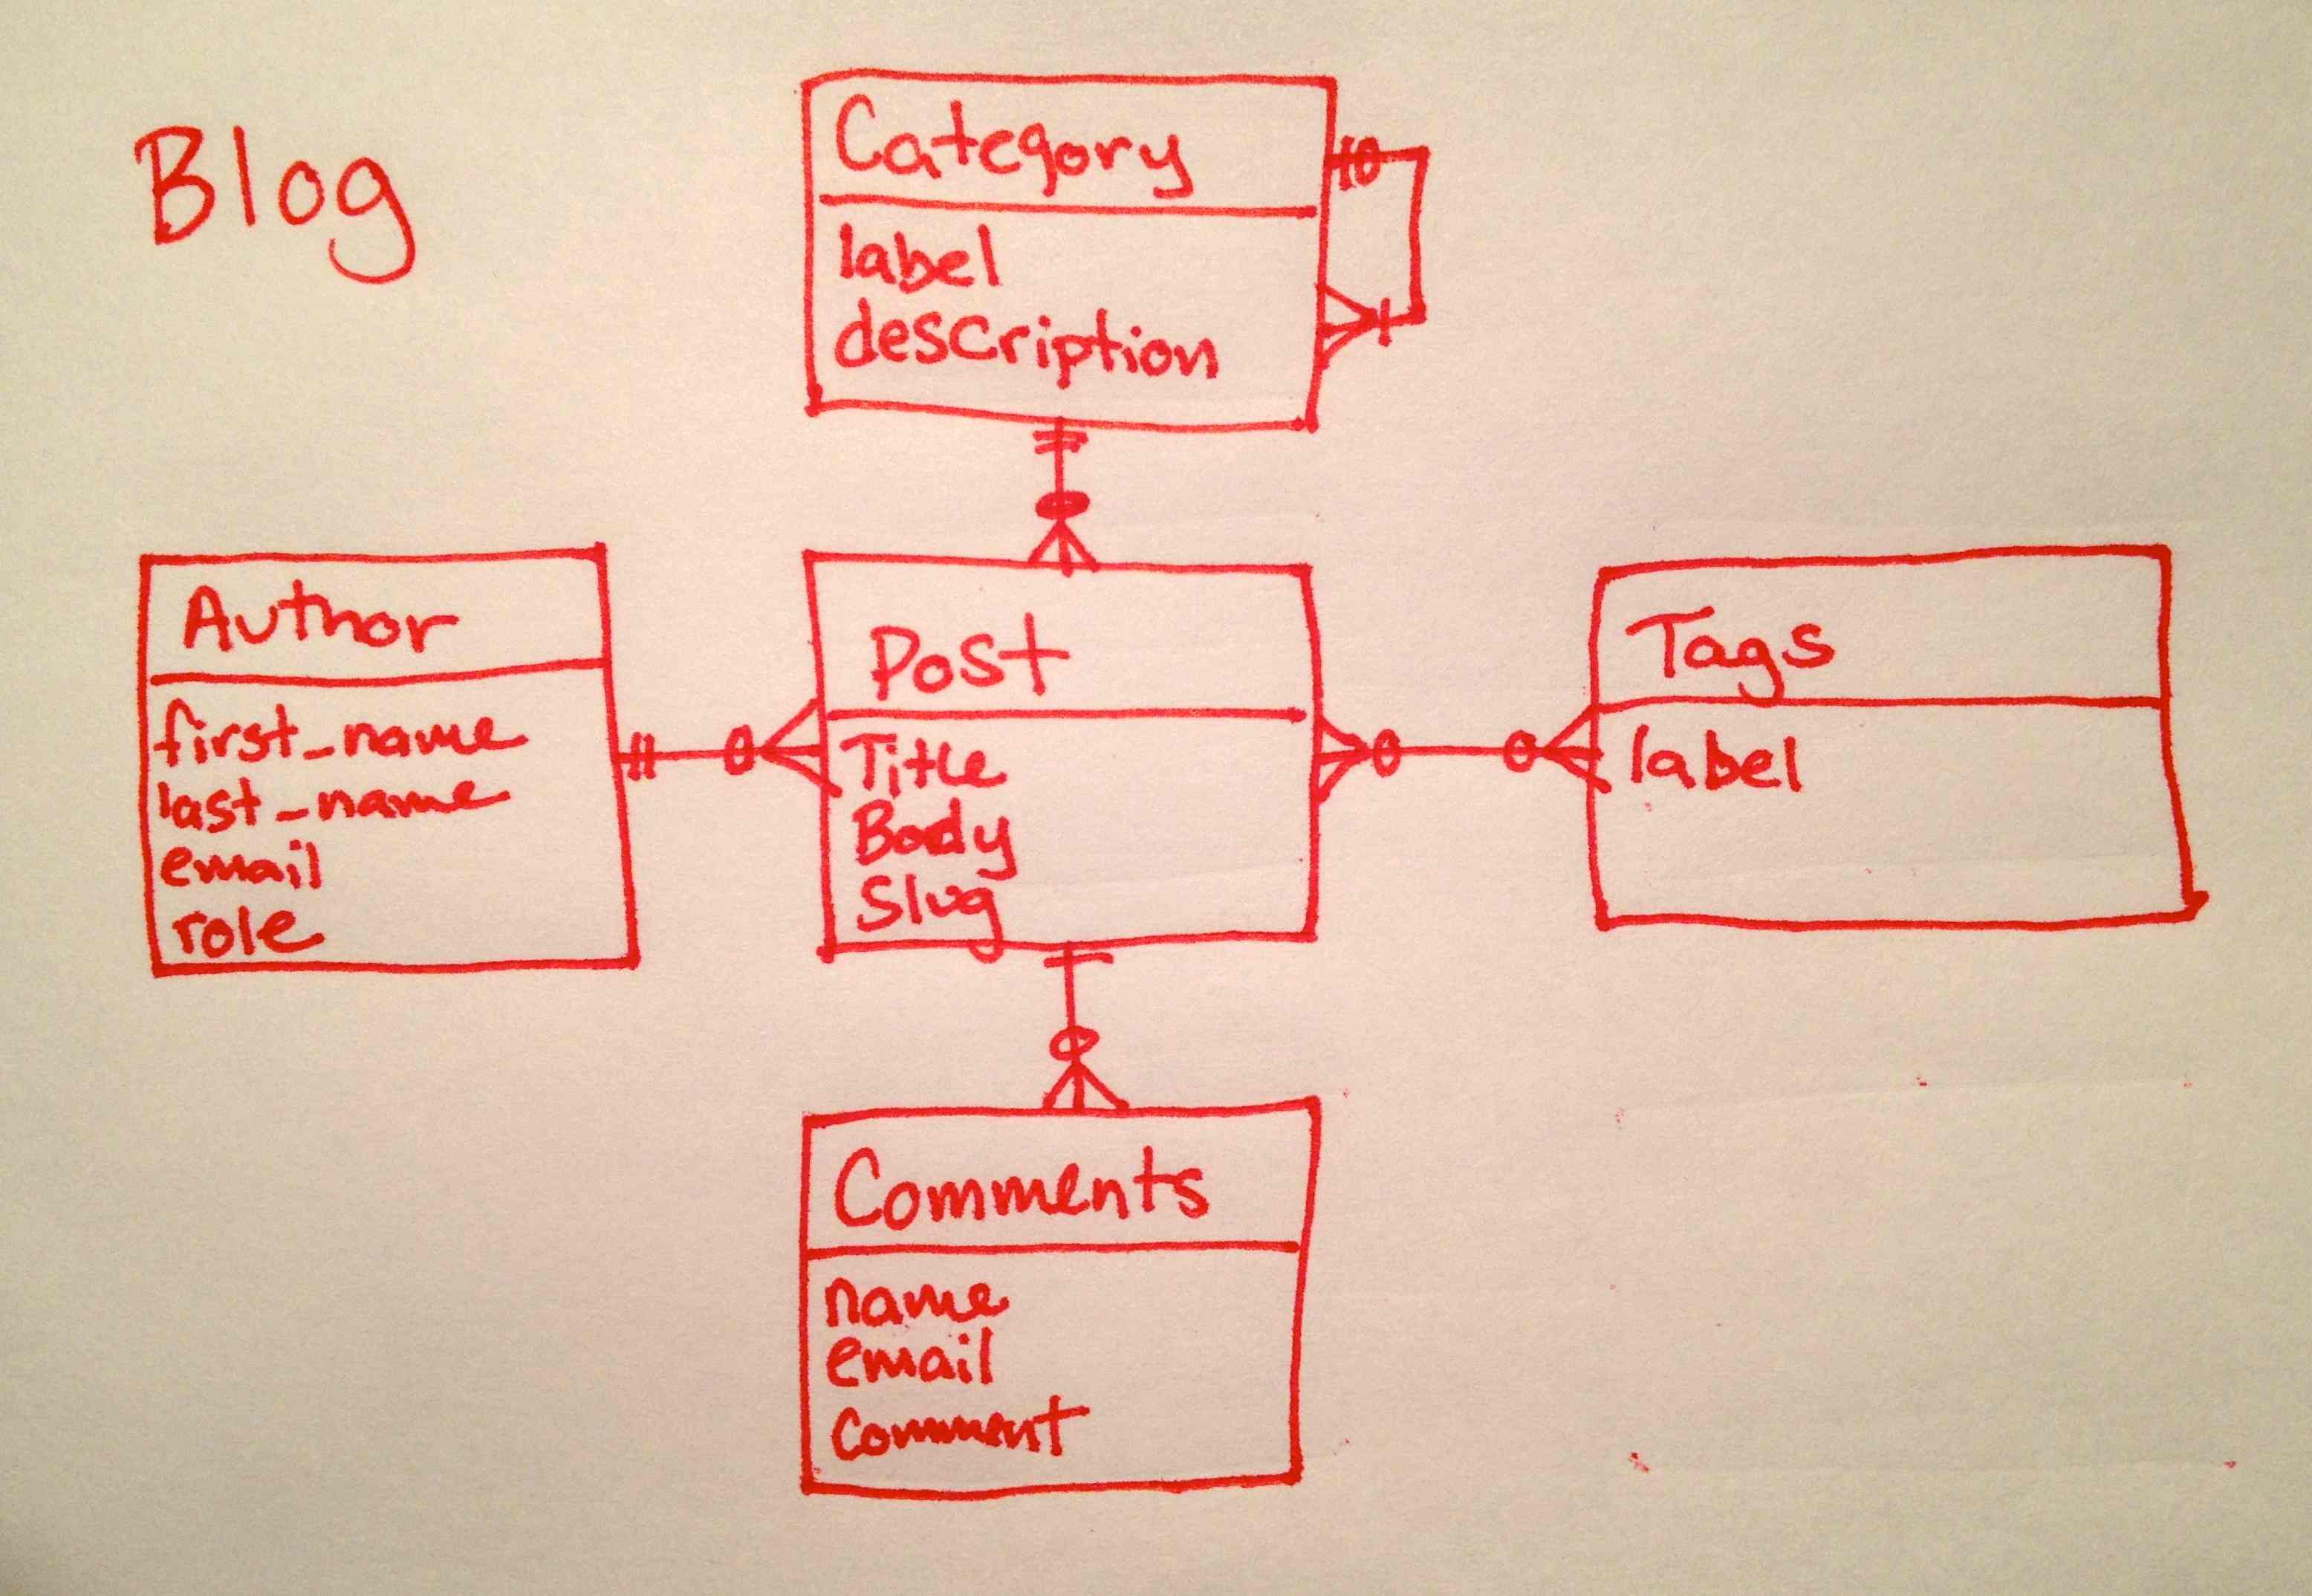 Blog
Category
label
description
Author
first_name
last_name
email
role
Post
Title
Body
Slug
Tags
label
Comments
name
email
Comment